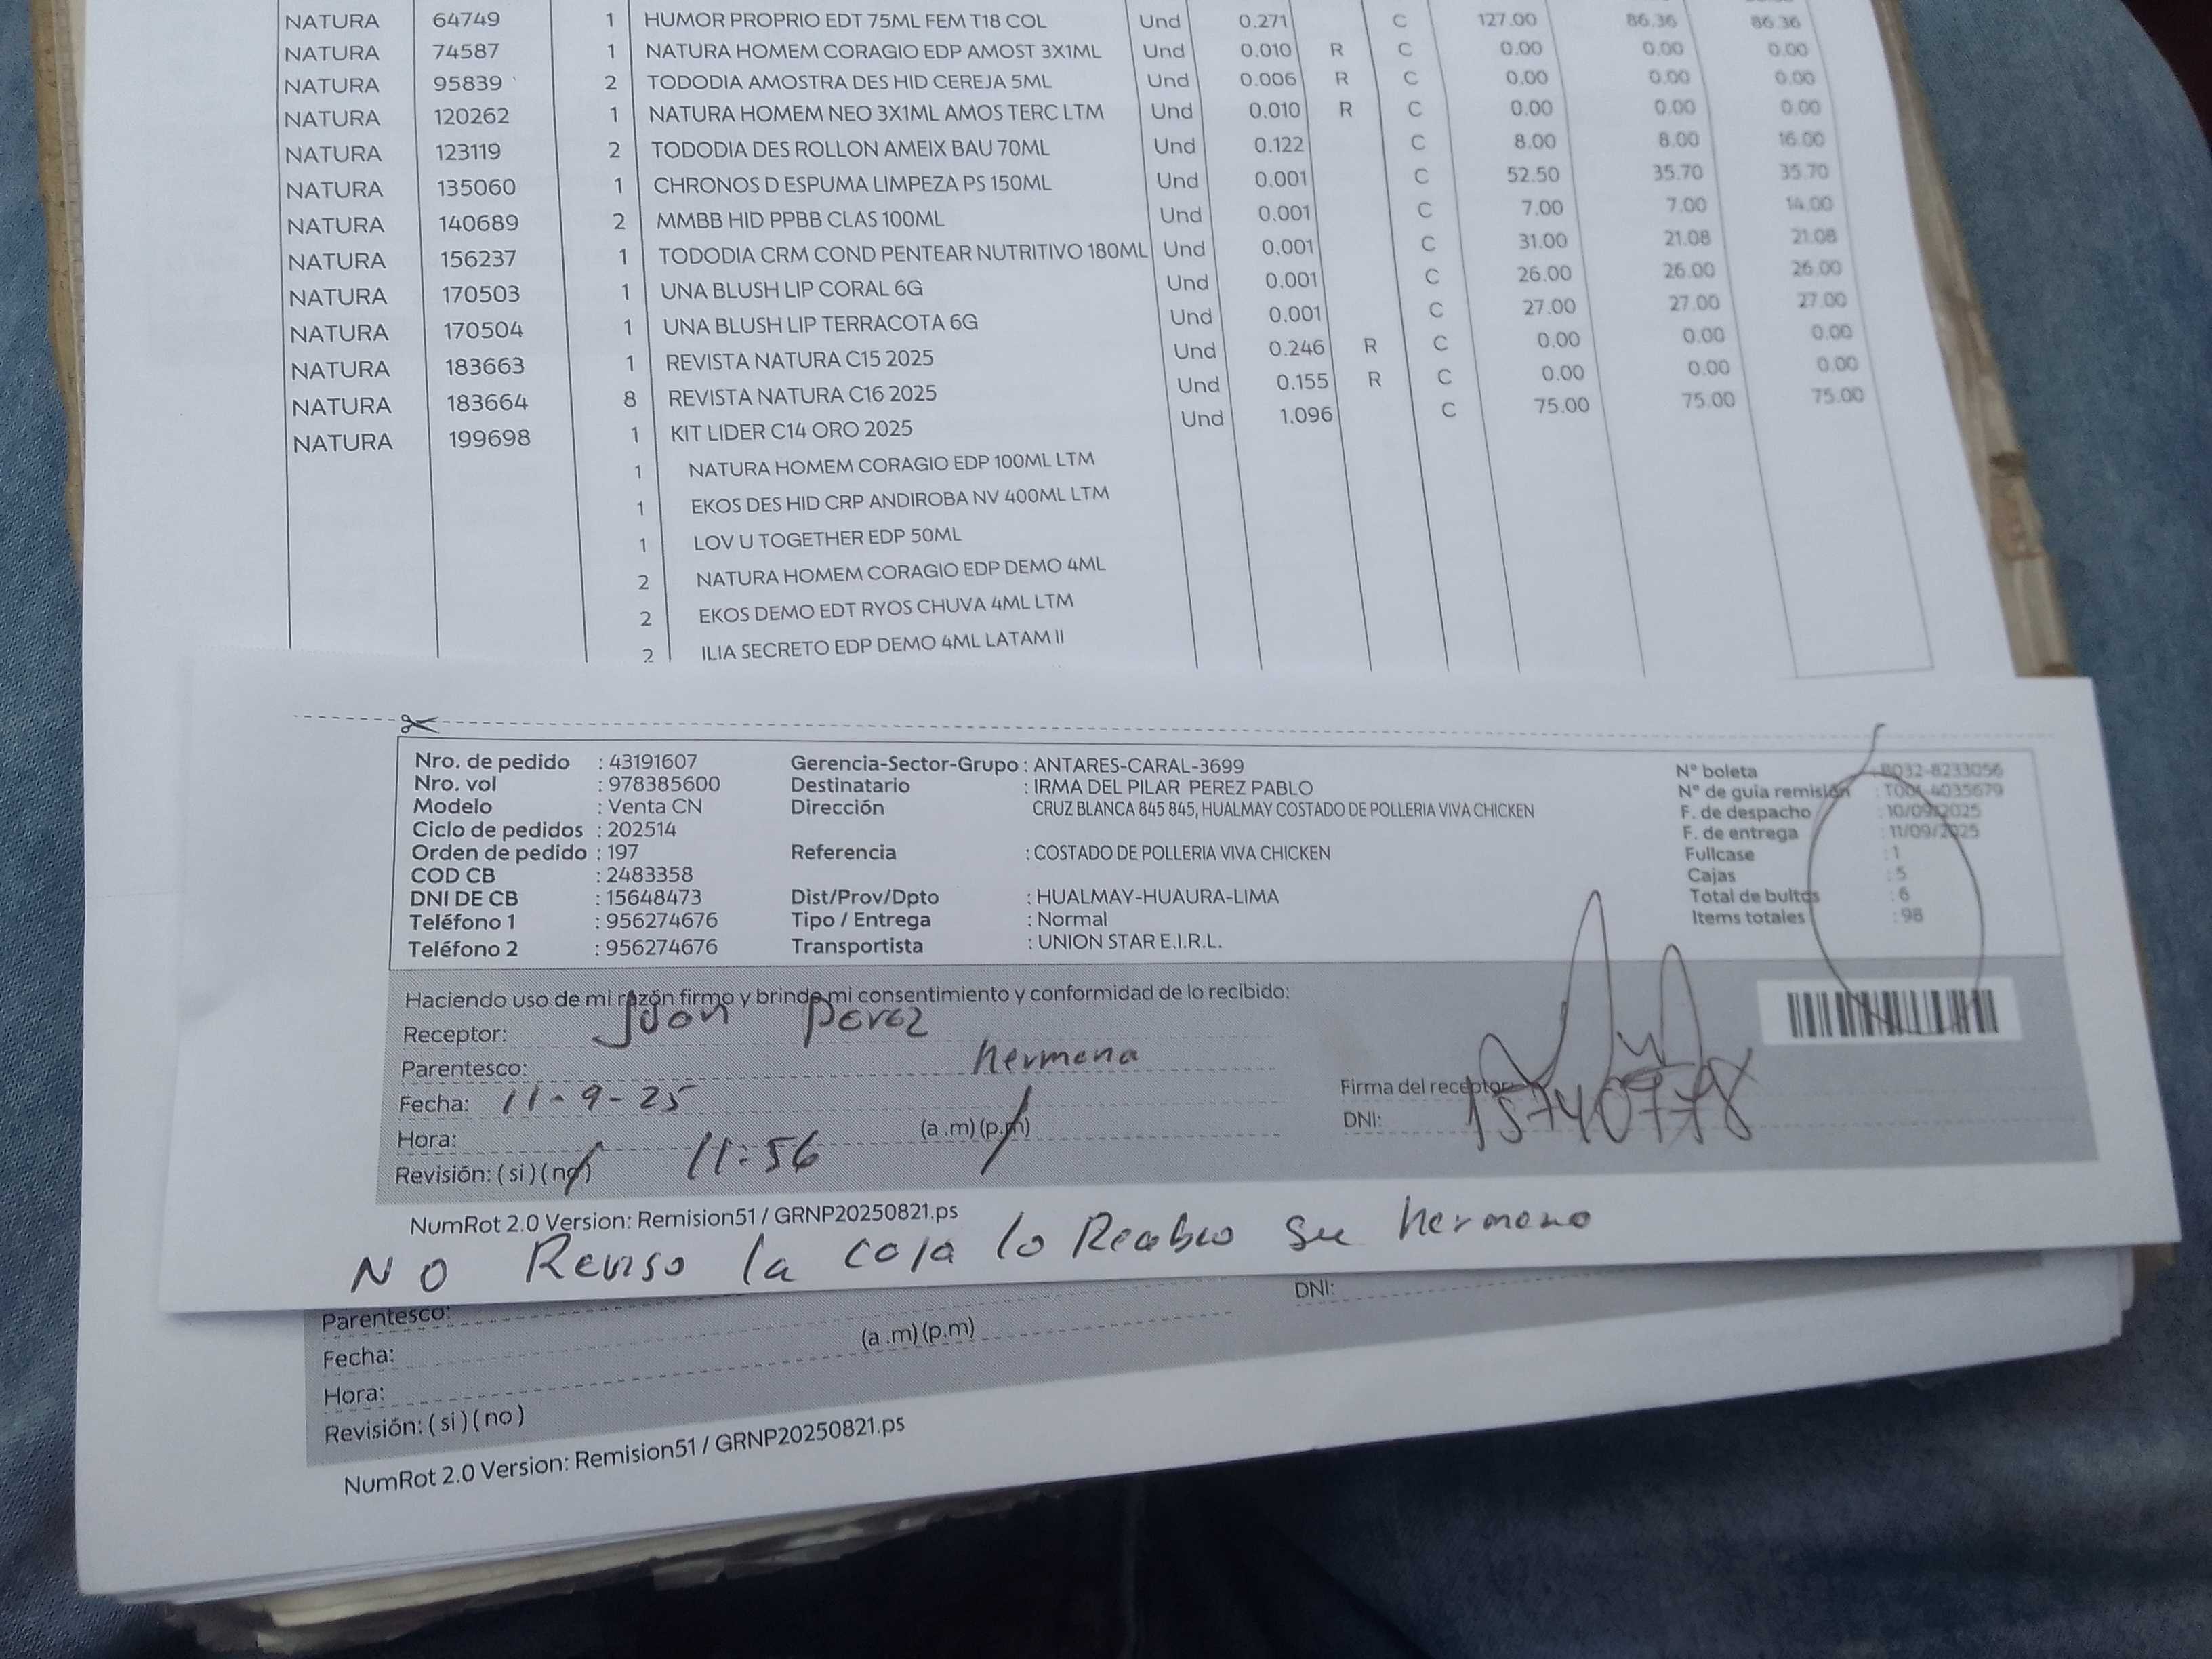 NATURA 64749 1 HUMOR PROPRIO EDT 75ML FEM T18 COL Und 0.271 C 127.00 86.36 86.36
NATURA 74587 1 NATURA HOMEM CORAGIO EDP AMOST 3X1ML Und 0.010 R C 0.00 0.00 0.00
NATURA 95839 2 TODODIA AMOSTRA DES HID CEREJA 5ML Und 0.006 R C 0.00 0.00 0.00
NATURA 120262 1 NATURA HOMEM NEO 3X1ML AMOS TERC LTM Und 0.010 R C 0.00 0.00 0.00
NATURA 123119 2 TODODIA DES ROLLON AMEIX BAU 70ML Und 0.122 C 8.00 8.00 16.00
NATURA 135060 1 CHRONOS D ESPUMA LIMPEZA PS 150ML Und 0.001 C 52.50 35.70 35.70
NATURA 140689 2 MMBB HID PPBB CLAS 100ML Und 0.001 C 7.00 7.00 14.00
NATURA 156237 1 TODODIA CRM COND PENTEAR NUTRITIVO 180ML Und 0.001 C 31.00 21.08 21.08
NATURA 170503 1 UNA BLUSH LIP CORAL 6G Und 0.001 C 26.00 26.00 26.00
NATURA 170504 1 UNA BLUSH LIP TERRACOTA 6G Und 0.001 C 27.00 27.00 27.00
NATURA 183663 1 REVISTA NATURA C15 2025 Und 0.246 R C 0.00 0.00 0.00
NATURA 183664 8 REVISTA NATURA C16 2025 Und 0.155 R C 0.00 0.00 0.00
NATURA 199698 1 KIT LIDER C14 ORO 2025 Und 1.096 C 75.00 75.00 75.00
1 NATURA HOMEM CORAGIO EDP 100ML LTM
1 EKOS DES HID CRP ANDIROBA NV 400ML LTM
1 LOV U TOGETHER EDP 50ML
2 NATURA HOMEM CORAGIO EDP DEMO 4ML
2 EKOS DEMO EDT RYOS CHUVA 4ML LTM
2 ILIA SECRETO EDP DEMO 4ML LATAM II
Nro. de pedido : 43191607 Gerencia-Sector-Grupo : ANTARES-CARAL-3699 N° boleta : B032-8233056
Nro. vol : 978385600 Destinatario : IRMA DEL PILAR PEREZ PABLO N° de guia remisión : T001-4035679
Modelo : Venta CN Dirección CRUZ BLANCA 845 845, HUALMAY COSTADO DE POLLERIA VIVA CHICKEN F. de despacho : 10/09/2025
Ciclo de pedidos : 202514 F. de entrega : 11/09/2025
Orden de pedido : 197 Referencia : COSTADO DE POLLERIA VIVA CHICKEN Fullcase : 1
COD CB : 2483358 Cajas : 5
DNI DE CB : 15648473 Dist/Prov/Dpto : HUALMAY-HUAURA-LIMA Total de bultos : 6
Teléfono 1 : 956274676 Tipo / Entrega : Normal Items totales : 98
Teléfono 2 : 956274676 Transportista : UNION STAR E.I.R.L.
Haciendo uso de mi razón firmo y brindo mi consentimiento y conformidad de lo recibido:
Receptor: Juan Perez
Parentesco: hermano
Fecha: 11-9-25 Firma del receptor
Hora: 11:56 (a .m) (p.m) DNI: 15740778
Revisión: ( si ) ( no )
NumRot 2.0 Version: Remision51 / GRNP20250821.ps
NO Reviso la caja lo Recibio su hermano
Parentesco: DNI:
Fecha: (a .m) (p.m)
Hora:
Revisión: ( si ) ( no )
NumRot 2.0 Version: Remision51 / GRNP20250821.ps